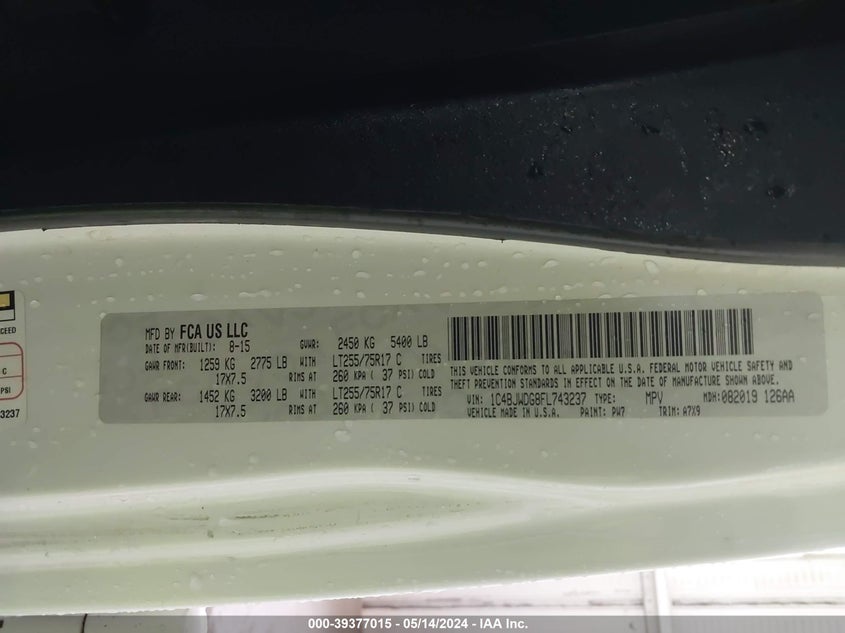 MFD BY FCA US LLC
DATE OF MFR(BUILT): 8-15 GVWR: 2450 KG 5400 LB
GAWR FRONT: 1259 KG 2775 LB WITH LT255/75R17 C TIRES
17X7.5 RIMS AT 260 KPA ( 37 PSI) COLD
GAWR REAR: 1452 KG 3200 LB WITH LT255/75R17 C TIRES
17X7.5 RIMS AT 260 KPA ( 37 PSI) COLD
THIS VEHICLE CONFORMS TO ALL APPLICABLE U.S.A. FEDERAL MOTOR VEHICLE SAFETY AND
THEFT PREVENTION STANDARDS IN EFFECT ON THE DATE OF MANUFACTURE SHOWN ABOVE.
VIN: 1C4BJWDG8FL743237 TYPE: MPV MDH: 082019 126AA
VEHICLE MADE IN U.S.A. PAINT: PW7 TRIM: A7X9
XCEED
C
PSI
3237
000-39377015 - 05/14/2024 - IAA Inc.